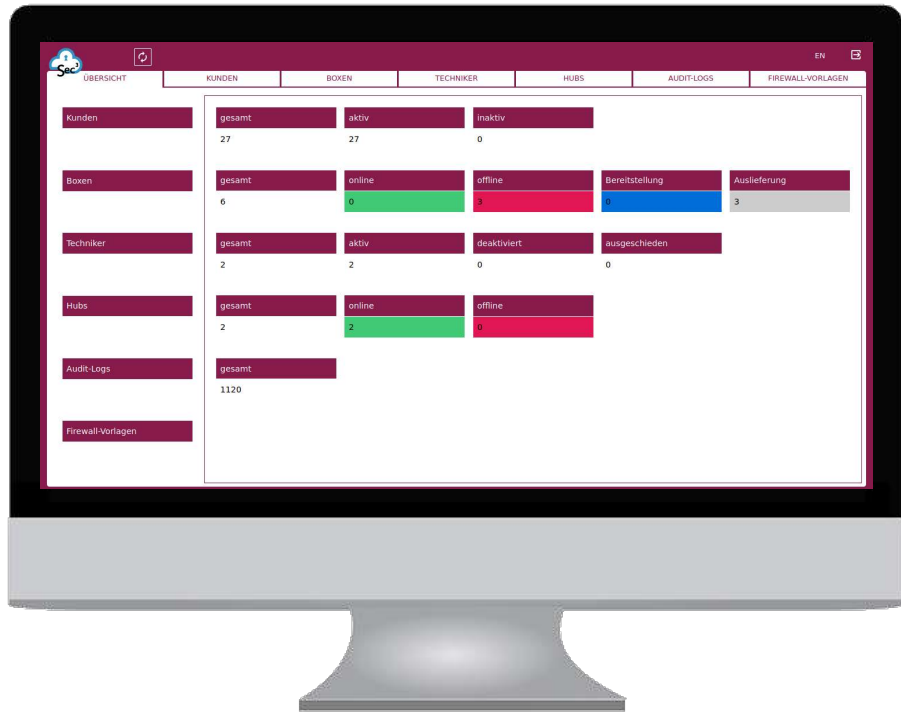 Sec³
EN
ÜBERSICHT KUNDEN BOXEN TECHNIKER HUBS AUDIT-LOGS FIREWALL-VORLAGEN
Kunden gesamt aktiv inaktiv
27 27 0
Boxen gesamt online offline Bereitstellung Auslieferung
6 0 3 0 3
Techniker gesamt aktiv deaktiviert ausgeschieden
2 2 0 0
Hubs gesamt online offline
2 2 0
Audit-Logs gesamt
1120
Firewall-Vorlagen